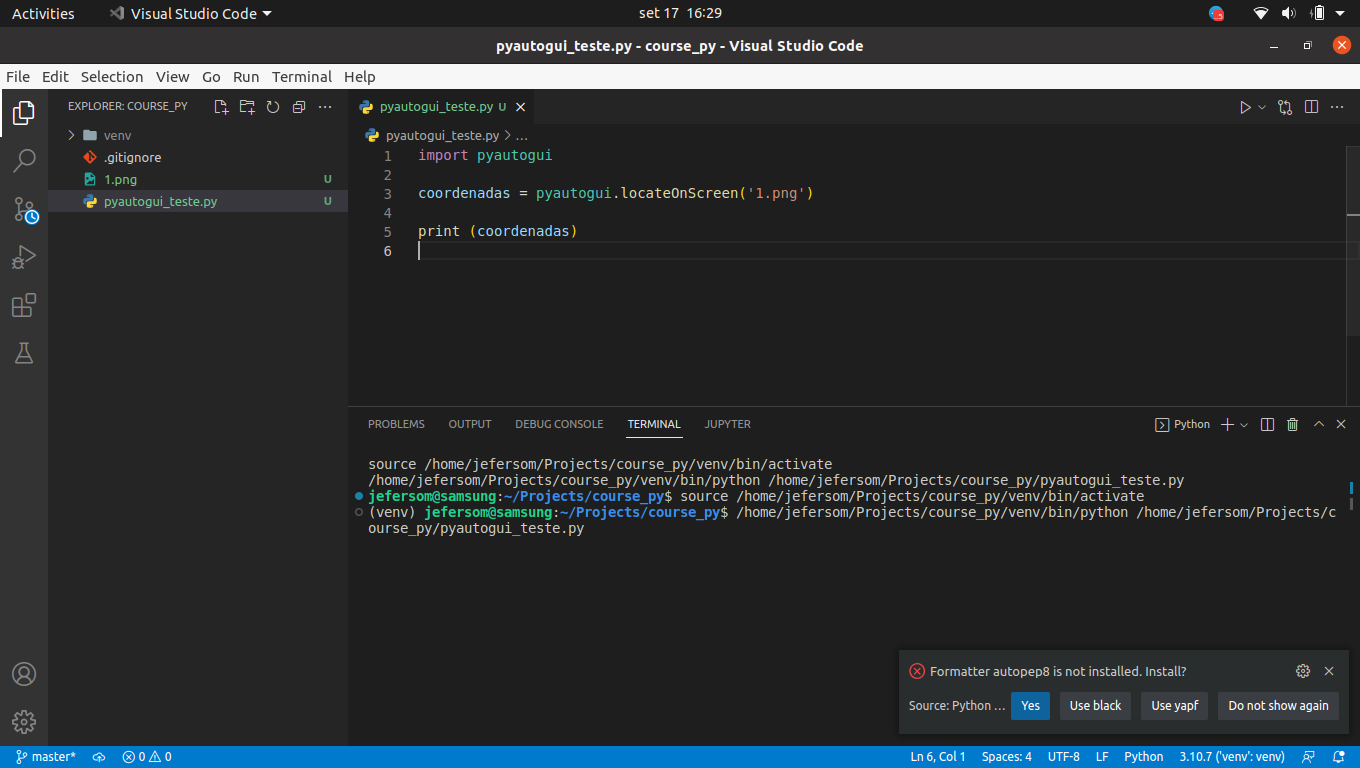 Activities Visual Studio Code set 17 16:29
pyautogui_teste.py - course_py - Visual Studio Code
File Edit Selection View Go Run Terminal Help
EXPLORER: COURSE_PY
venv
.gitignore
1.png U
pyautogui_teste.py U
pyautogui_teste.py U
pyautogui_teste.py > ...
1 import pyautogui
2
3 coordenadas = pyautogui.locateOnScreen('1.png')
4
5 print (coordenadas)
6
PROBLEMS OUTPUT DEBUG CONSOLE TERMINAL JUPYTER Python
source /home/jefersom/Projects/course_py/venv/bin/activate
/home/jefersom/Projects/course_py/venv/bin/python /home/jefersom/Projects/course_py/pyautogui_teste.py
jefersom@samsung:~/Projects/course_py$ source /home/jefersom/Projects/course_py/venv/bin/activate
(venv) jefersom@samsung:~/Projects/course_py$ /home/jefersom/Projects/course_py/venv/bin/python /home/jefersom/Projects/c
ourse_py/pyautogui_teste.py
Formatter autopep8 is not installed. Install?
Source: Python ... Yes Use black Use yapf Do not show again
master* 0 0 Ln 6, Col 1 Spaces: 4 UTF-8 LF Python 3.10.7 ('venv': venv)